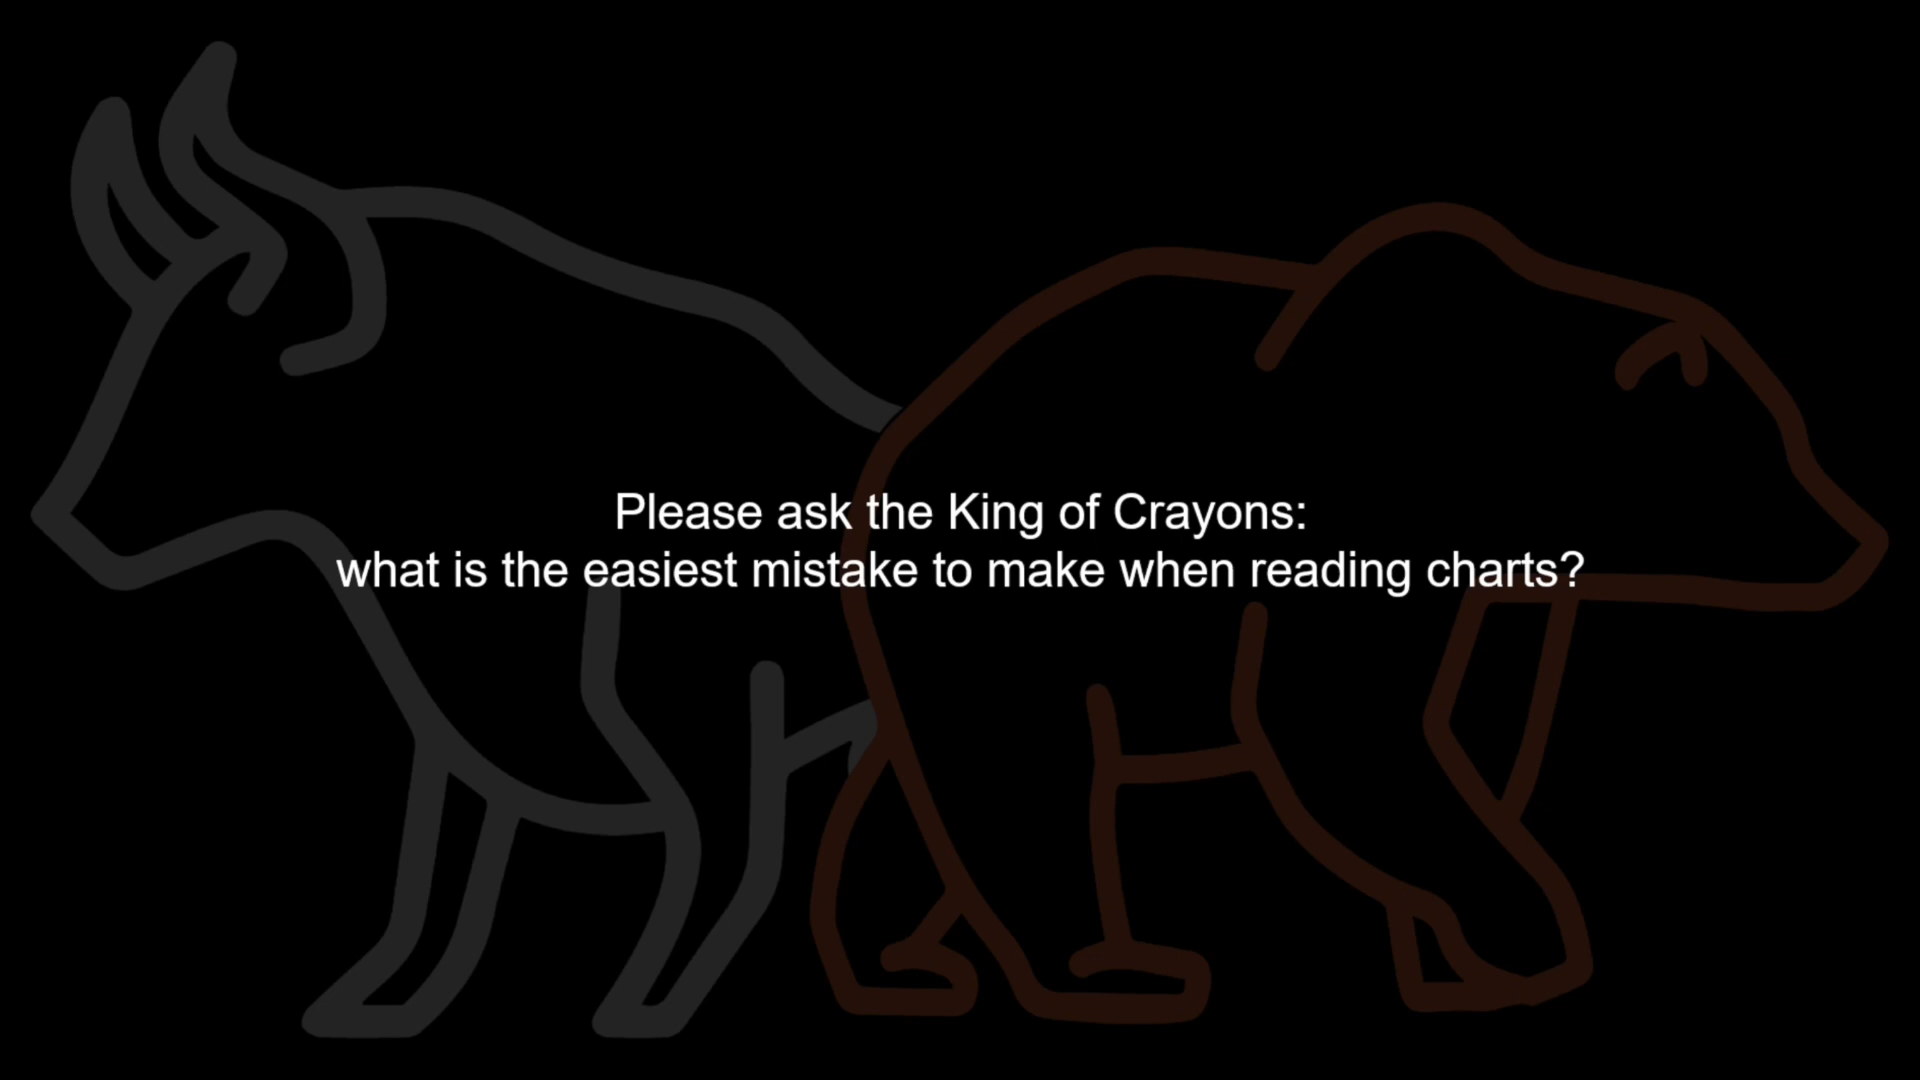 Please ask the King of Crayons:
what is the easiest mistake to make when reading charts?